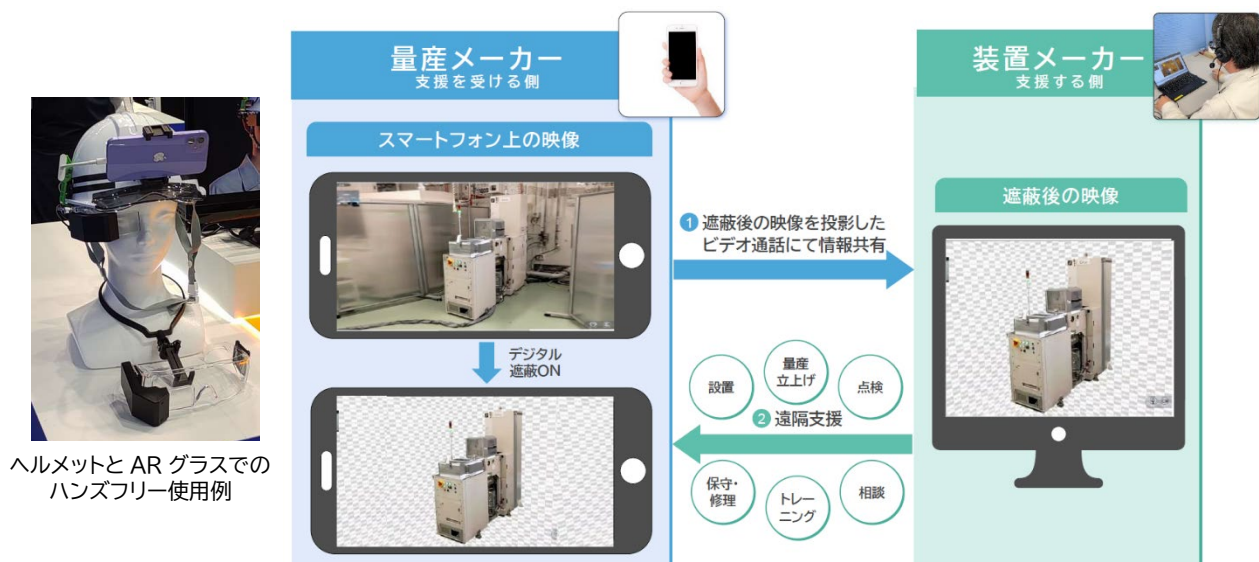 ヘルメットと AR グラスでの
ハンズフリー使用例
量産メーカー
支援を受ける側
スマートフォン上の映像
デジタル
遮蔽ON
1 遮蔽後の映像を投影した
ビデオ通話にて情報共有
設置
量産
立上げ
点検
2 遠隔支援
保守・
修理
トレー
ニング
相談
装置メーカー
支援する側
遮蔽後の映像